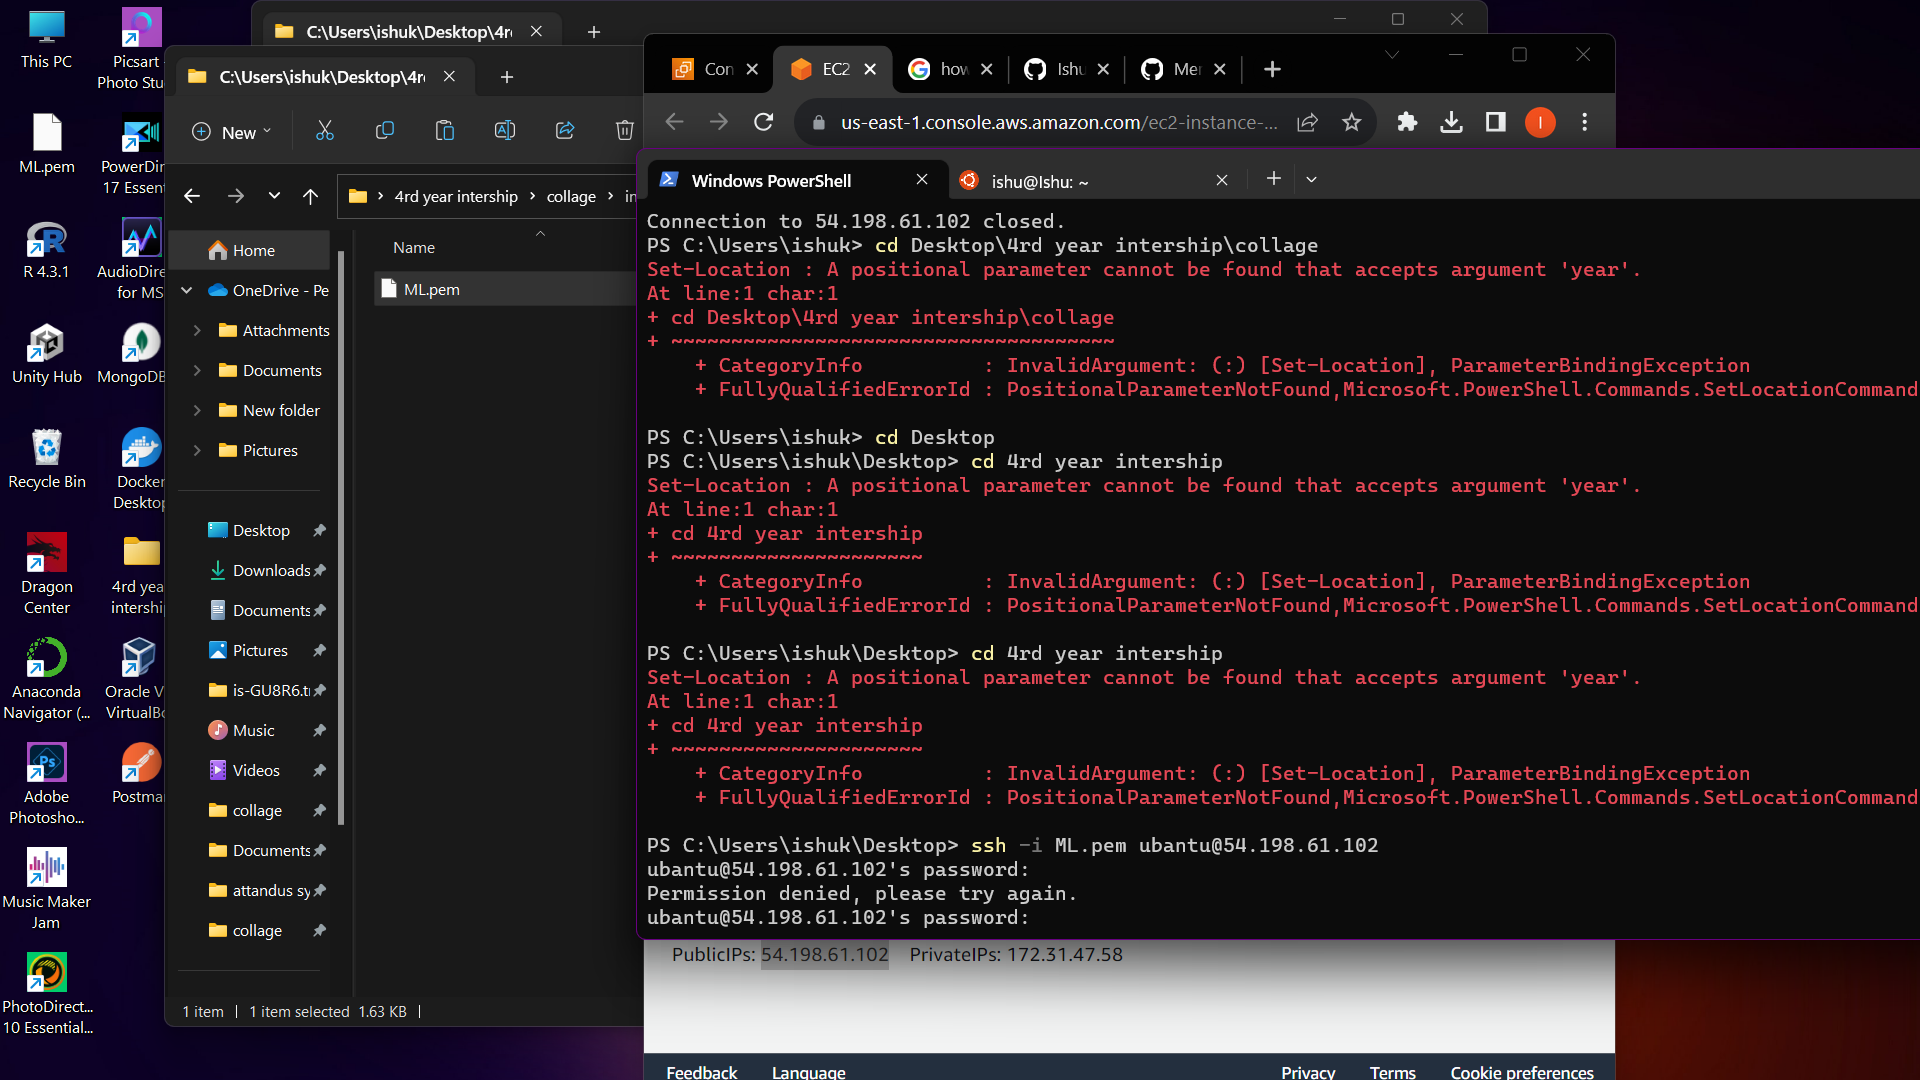 This PC
Picsart -
Photo Stu
ML.pem
PowerDir
17 Essen
R 4.3.1
AudioDire
for MS
Unity Hub
MongoDB
Recycle Bin
Docker
Desktop
Dragon
Center
4rd yea
intershi
Anaconda
Navigator (...
Oracle V
VirtualBo
Adobe
Photosho...
Postma
Music Maker
Jam
PhotoDirect...
10 Essential...
C:\Users\ishuk\Desktop\4r
C:\Users\ishuk\Desktop\4r
New
4rd year intership
collage
in
Home
OneDrive - Pe
Attachments
Documents
New folder
Pictures
Desktop
Downloads
Documents
Pictures
is-GU8R6.t
Music
Videos
collage
Documents
attandus sy
collage
Name
ML.pem
1 item
1 item selected 1.63 KB
Con
EC2
how
Ishu
Mer
us-east-1.console.aws.amazon.com/ec2-instance-...
I
Windows PowerShell
ishu@Ishu: ~
Connection to 54.198.61.102 closed.
PS C:\Users\ishuk> cd Desktop\4rd year intership\collage
Set-Location : A positional parameter cannot be found that accepts argument 'year'.
At line:1 char:1
+ cd Desktop\4rd year intership\collage
+ ~~~~~~~~~~~~~~~~~~~~~~~~~~~~~~~~~~~~~
+ CategoryInfo : InvalidArgument: (:) [Set-Location], ParameterBindingException
+ FullyQualifiedErrorId : PositionalParameterNotFound,Microsoft.PowerShell.Commands.SetLocationCommand
PS C:\Users\ishuk> cd Desktop
PS C:\Users\ishuk\Desktop> cd 4rd year intership
Set-Location : A positional parameter cannot be found that accepts argument 'year'.
At line:1 char:1
+ cd 4rd year intership
+ ~~~~~~~~~~~~~~~~~~~~~
+ CategoryInfo : InvalidArgument: (:) [Set-Location], ParameterBindingException
+ FullyQualifiedErrorId : PositionalParameterNotFound,Microsoft.PowerShell.Commands.SetLocationCommand
PS C:\Users\ishuk\Desktop> cd 4rd year intership
Set-Location : A positional parameter cannot be found that accepts argument 'year'.
At line:1 char:1
+ cd 4rd year intership
+ ~~~~~~~~~~~~~~~~~~~~~
+ CategoryInfo : InvalidArgument: (:) [Set-Location], ParameterBindingException
+ FullyQualifiedErrorId : PositionalParameterNotFound,Microsoft.PowerShell.Commands.SetLocationCommand
PS C:\Users\ishuk\Desktop> ssh -i ML.pem ubantu@54.198.61.102
ubantu@54.198.61.102's password:
Permission denied, please try again.
ubantu@54.198.61.102's password:
PublicIPs: 54.198.61.102 PrivateIPs: 172.31.47.58
Feedback Language Privacy Terms Cookie preferences